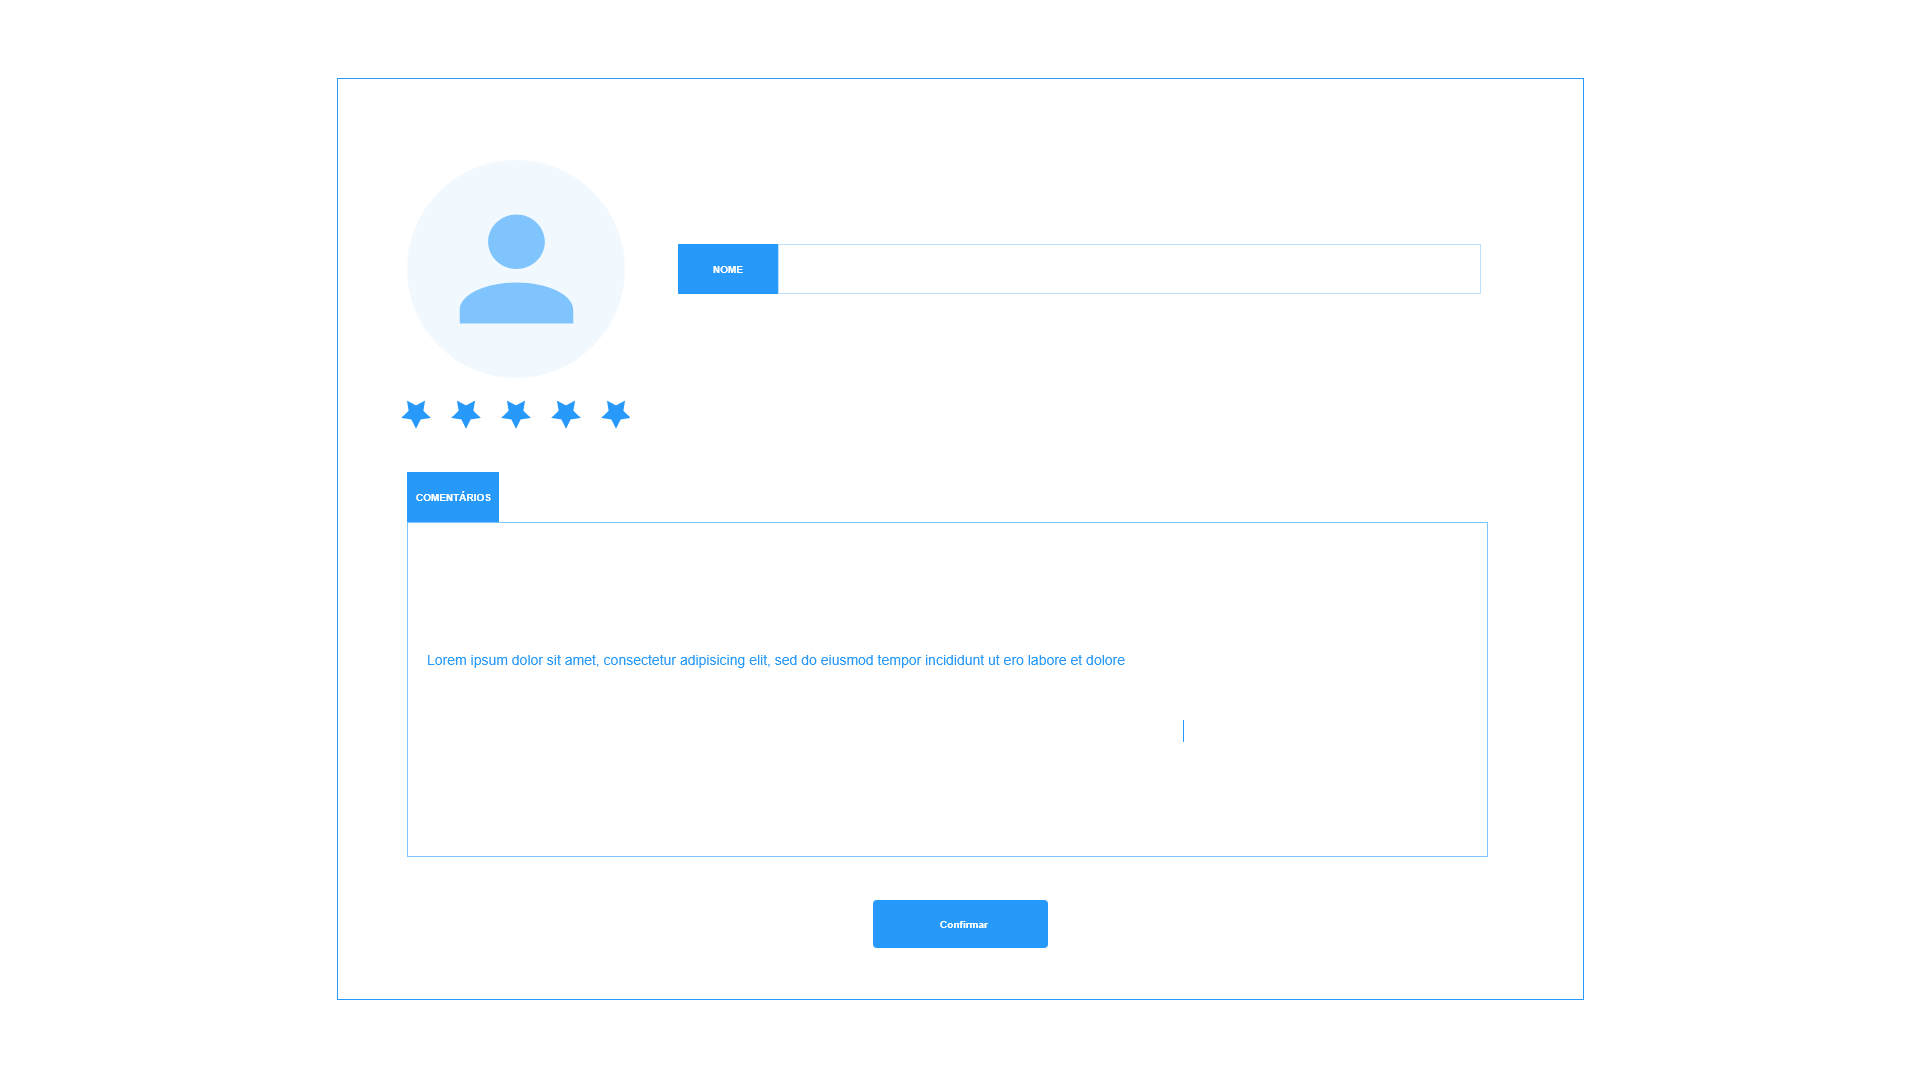 NOME
COMENTÁRIOS
Lorem ipsum dolor sit amet, consectetur adipisicing elit, sed do eiusmod tempor incididunt ut ero labore et dolore
Confirmar